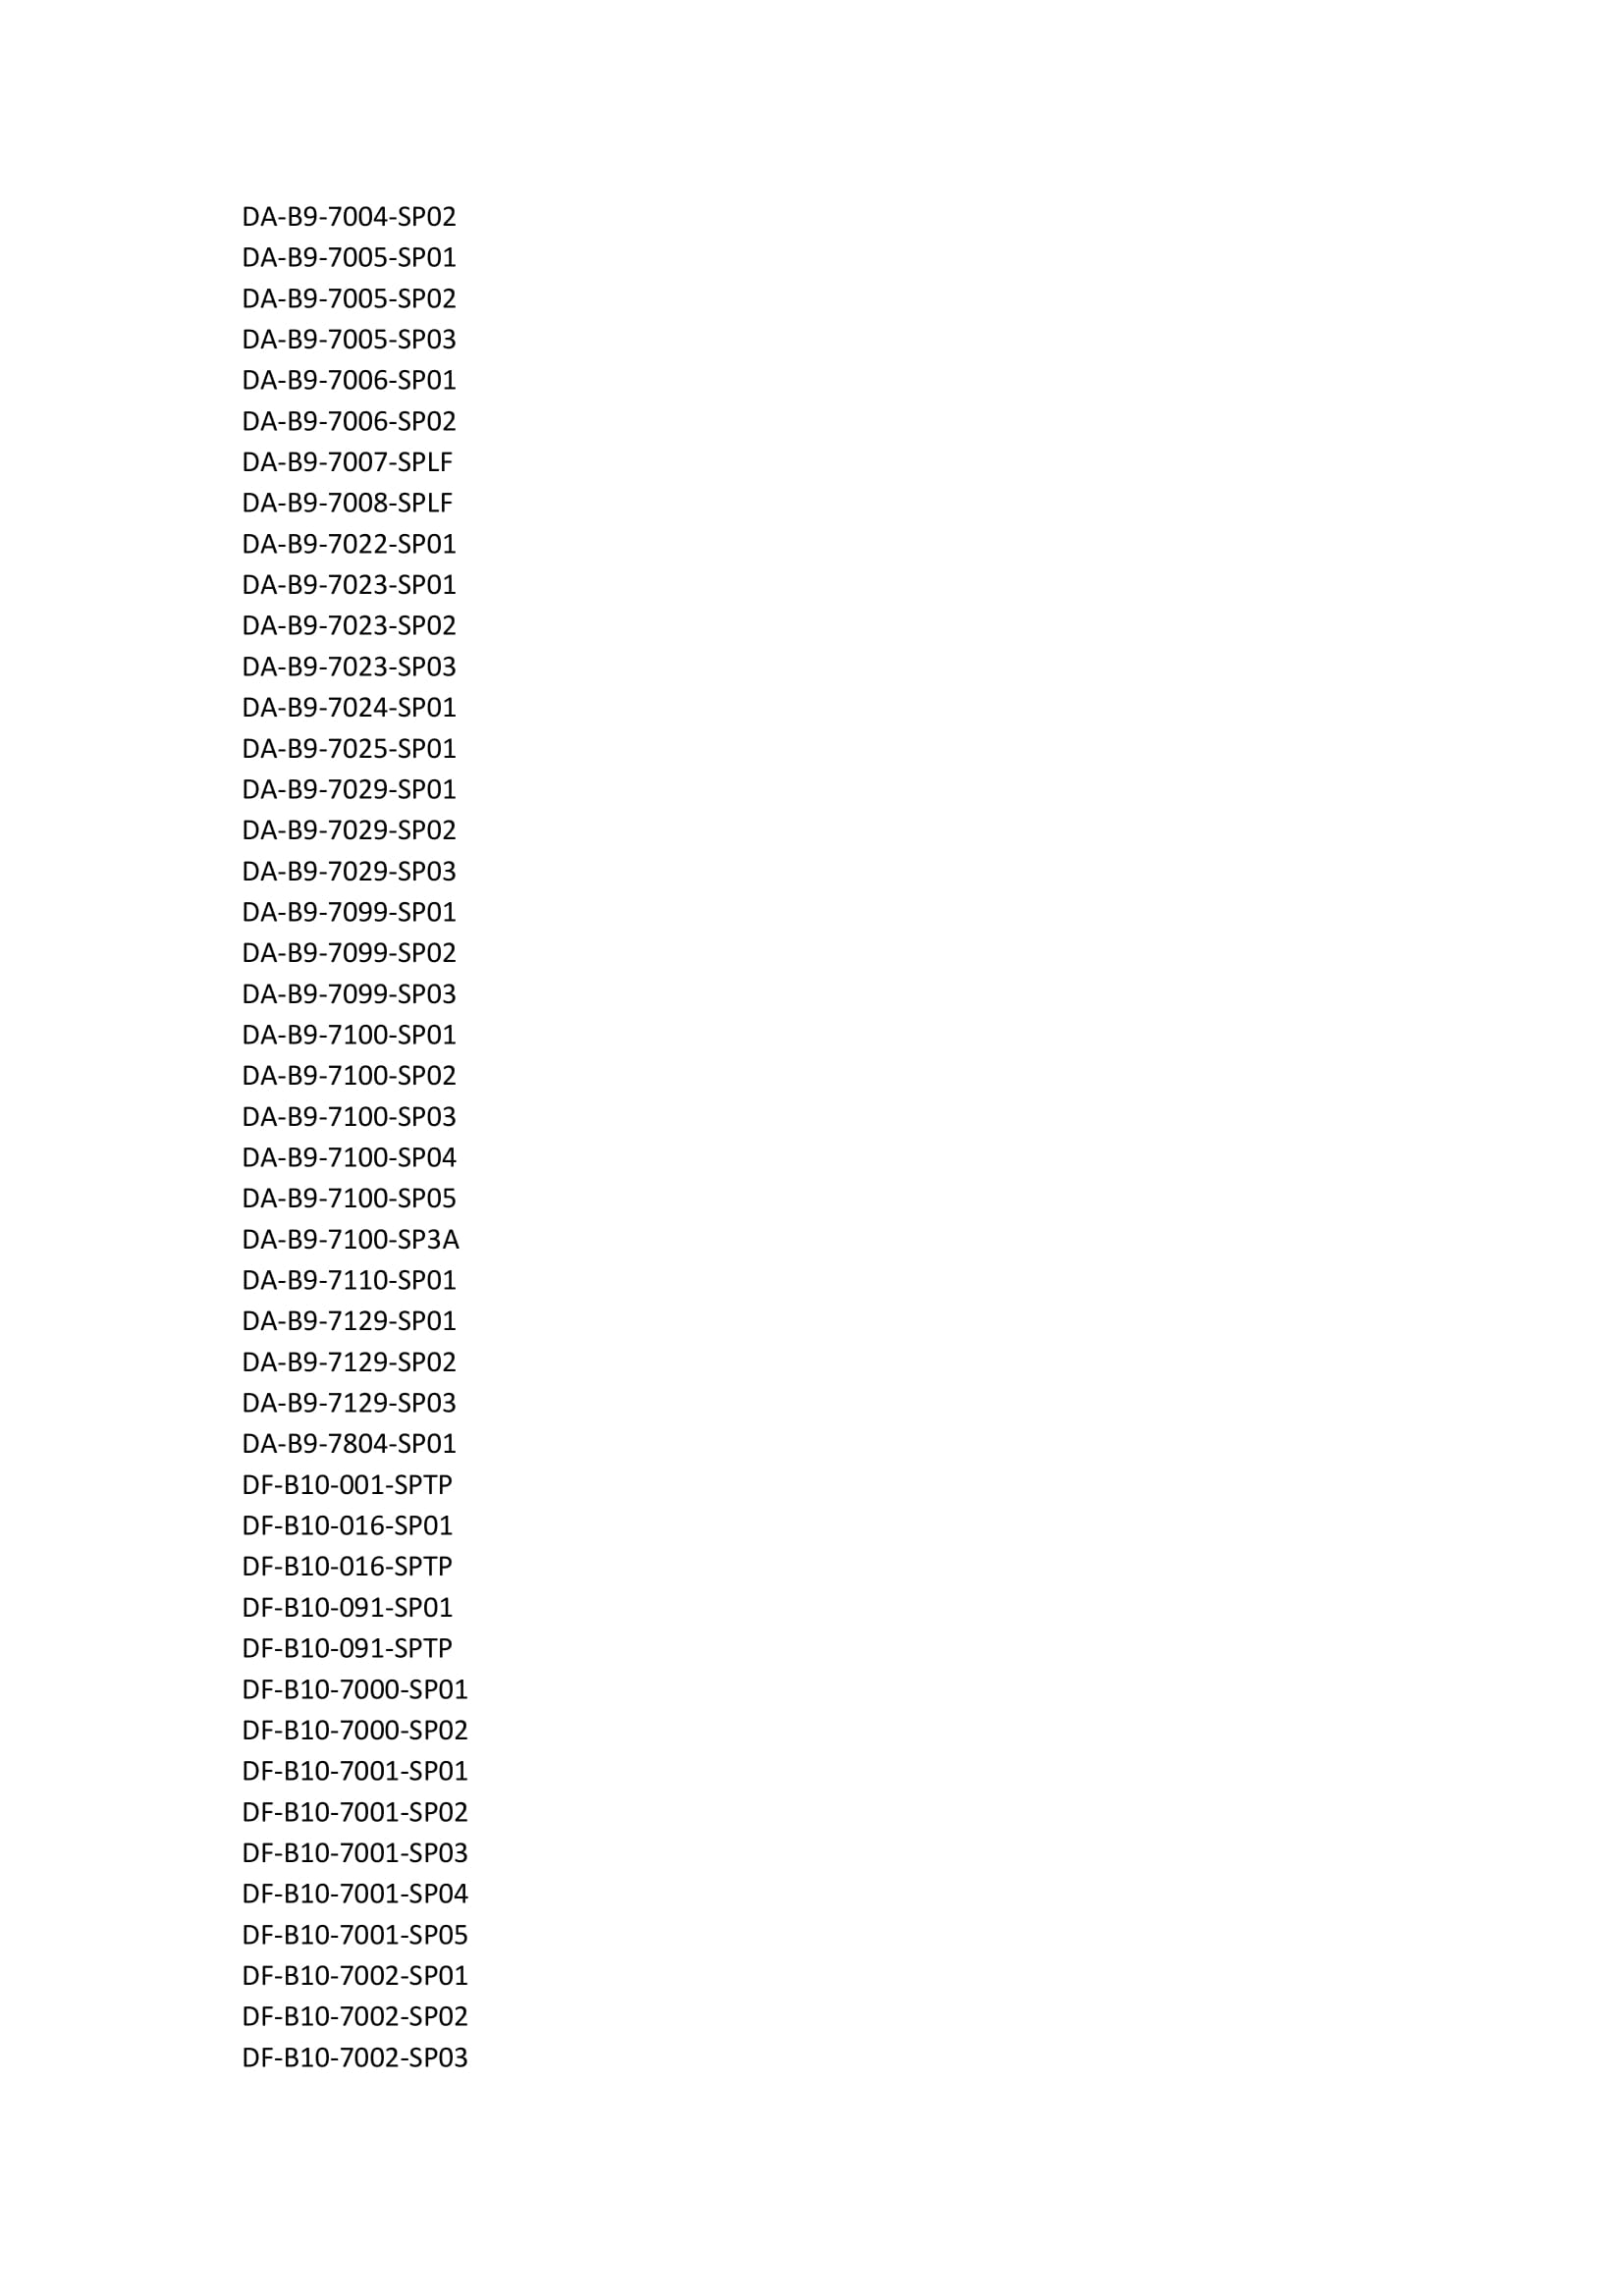 DA-B9-7004-SP02
DA-B9-7005-SP01
DA-B9-7005-SP02
DA-B9-7005-SP03
DA-B9-7006-SP01
DA-B9-7006-SP02
DA-B9-7007-SPLF
DA-B9-7008-SPLF
DA-B9-7022-SP01
DA-B9-7023-SP01
DA-B9-7023-SP02
DA-B9-7023-SP03
DA-B9-7024-SP01
DA-B9-7025-SP01
DA-B9-7029-SP01
DA-B9-7029-SP02
DA-B9-7029-SP03
DA-B9-7099-SP01
DA-B9-7099-SP02
DA-B9-7099-SP03
DA-B9-7100-SP01
DA-B9-7100-SP02
DA-B9-7100-SP03
DA-B9-7100-SP04
DA-B9-7100-SP05
DA-B9-7100-SP3A
DA-B9-7110-SP01
DA-B9-7129-SP01
DA-B9-7129-SP02
DA-B9-7129-SP03
DA-B9-7804-SP01
DF-B10-001-SPTP
DF-B10-016-SP01
DF-B10-016-SPTP
DF-B10-091-SP01
DF-B10-091-SPTP
DF-B10-7000-SP01
DF-B10-7000-SP02
DF-B10-7001-SP01
DF-B10-7001-SP02
DF-B10-7001-SP03
DF-B10-7001-SP04
DF-B10-7001-SP05
DF-B10-7002-SP01
DF-B10-7002-SP02
DF-B10-7002-SP03